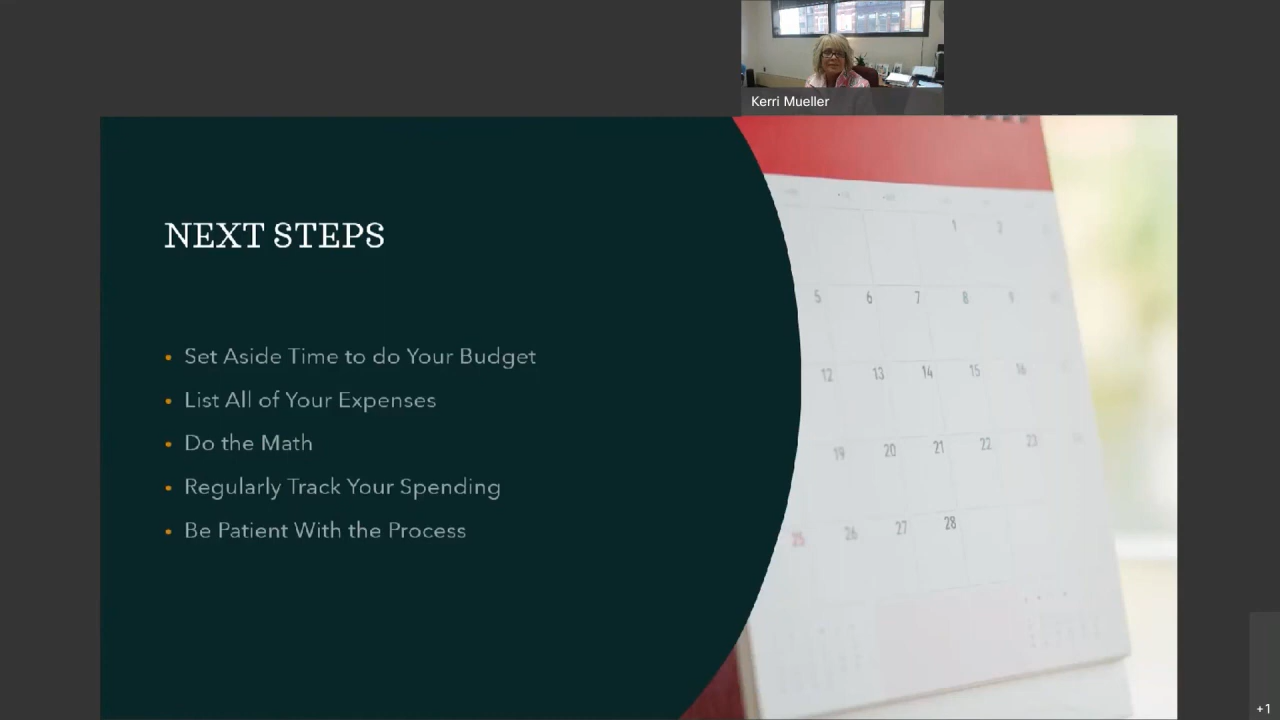 Kerri Mueller
NEXT STEPS
• Set Aside Time to do Your Budget
• List All of Your Expenses
• Do the Math
• Regularly Track Your Spending
• Be Patient With the Process
1 2
5 6 7 8 9
12 13 14 15 16
19 20 21 22 23
25 26 27 28
+1